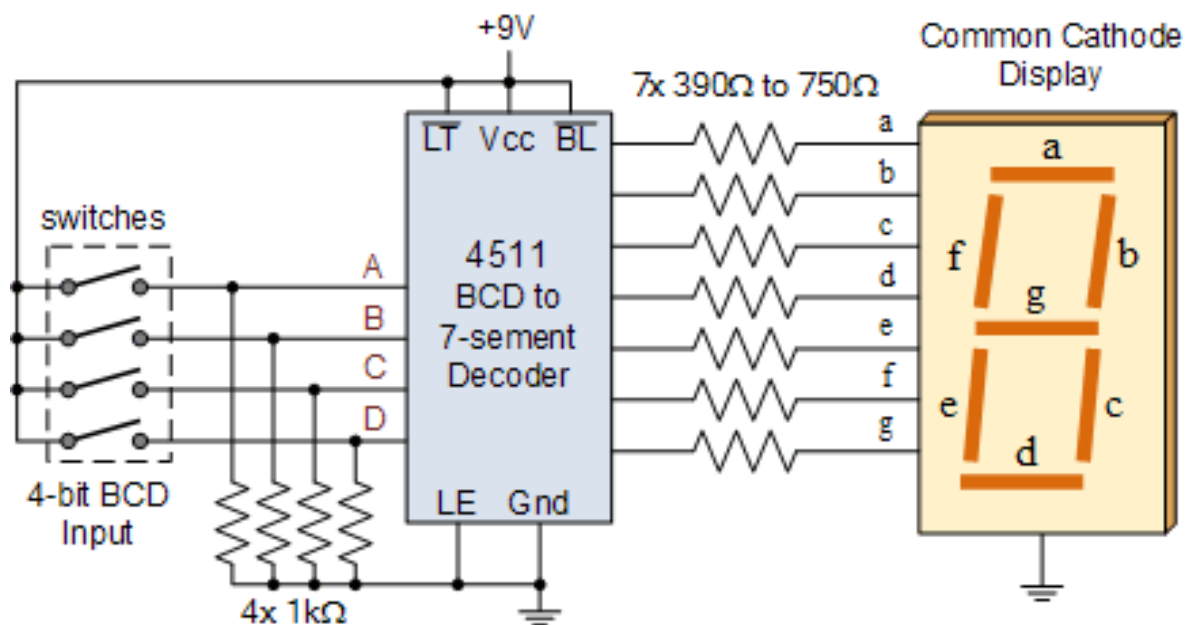 +9V
Common Cathode
Display
7x 390Ω to 750Ω
LT Vcc BL
switches
A
B
C
D
4511
BCD to
7-sement
Decoder
a
b
c
d
e
f
g
a
f
b
g
e
c
d
4-bit BCD
Input
LE Gnd
4x 1kΩ